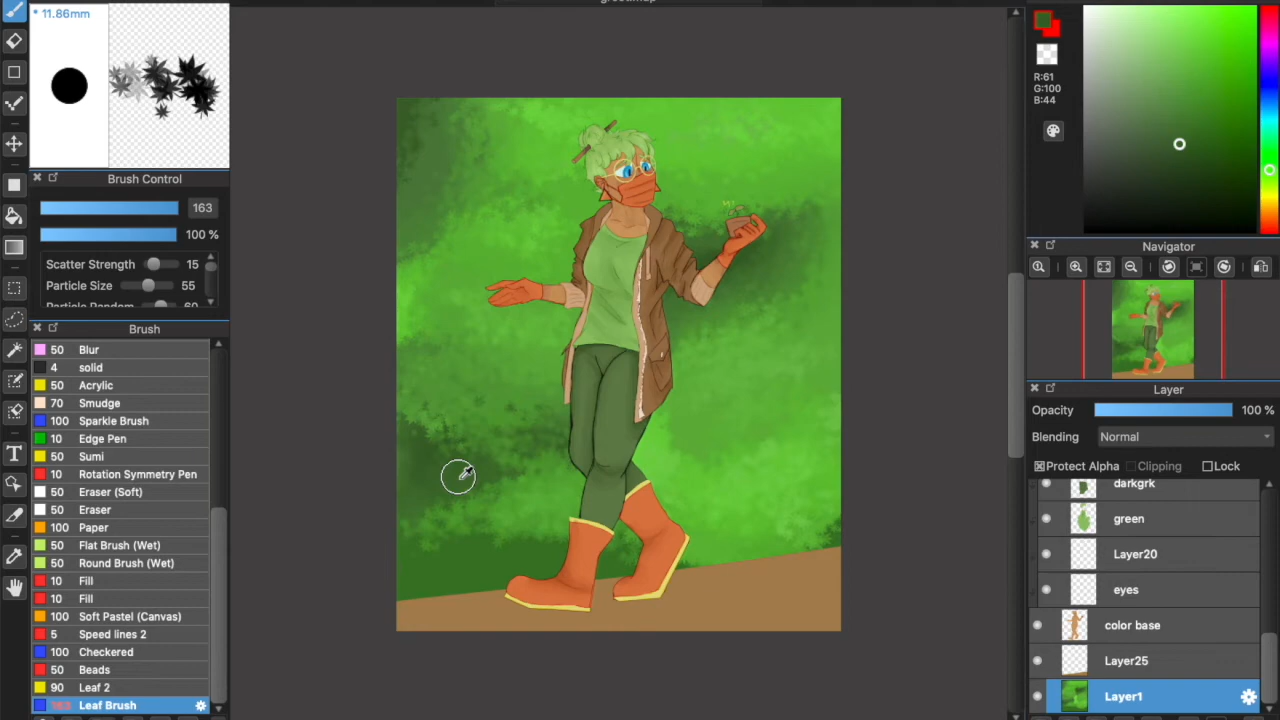 * 11.86mm
Brush Control
163
100 %
Scatter Strength 15
Particle Size 55
Brush
50 Blur
4 solid
50 Acrylic
70 Smudge
100 Sparkle Brush
10 Edge Pen
50 Sumi
10 Rotation Symmetry Pen
50 Eraser (Soft)
50 Eraser
100 Paper
50 Flat Brush (Wet)
50 Round Brush (Wet)
10 Fill
10 Fill
100 Soft Pastel (Canvas)
5 Speed lines 2
100 Checkered
50 Beads
90 Leaf 2
163 Leaf Brush
R:61
G:100
B:44
Navigator
Layer
Opacity 100 %
Blending Normal
Protect Alpha Clipping Lock
darkgrk
green
Layer20
eyes
color base
Layer25
Layer1